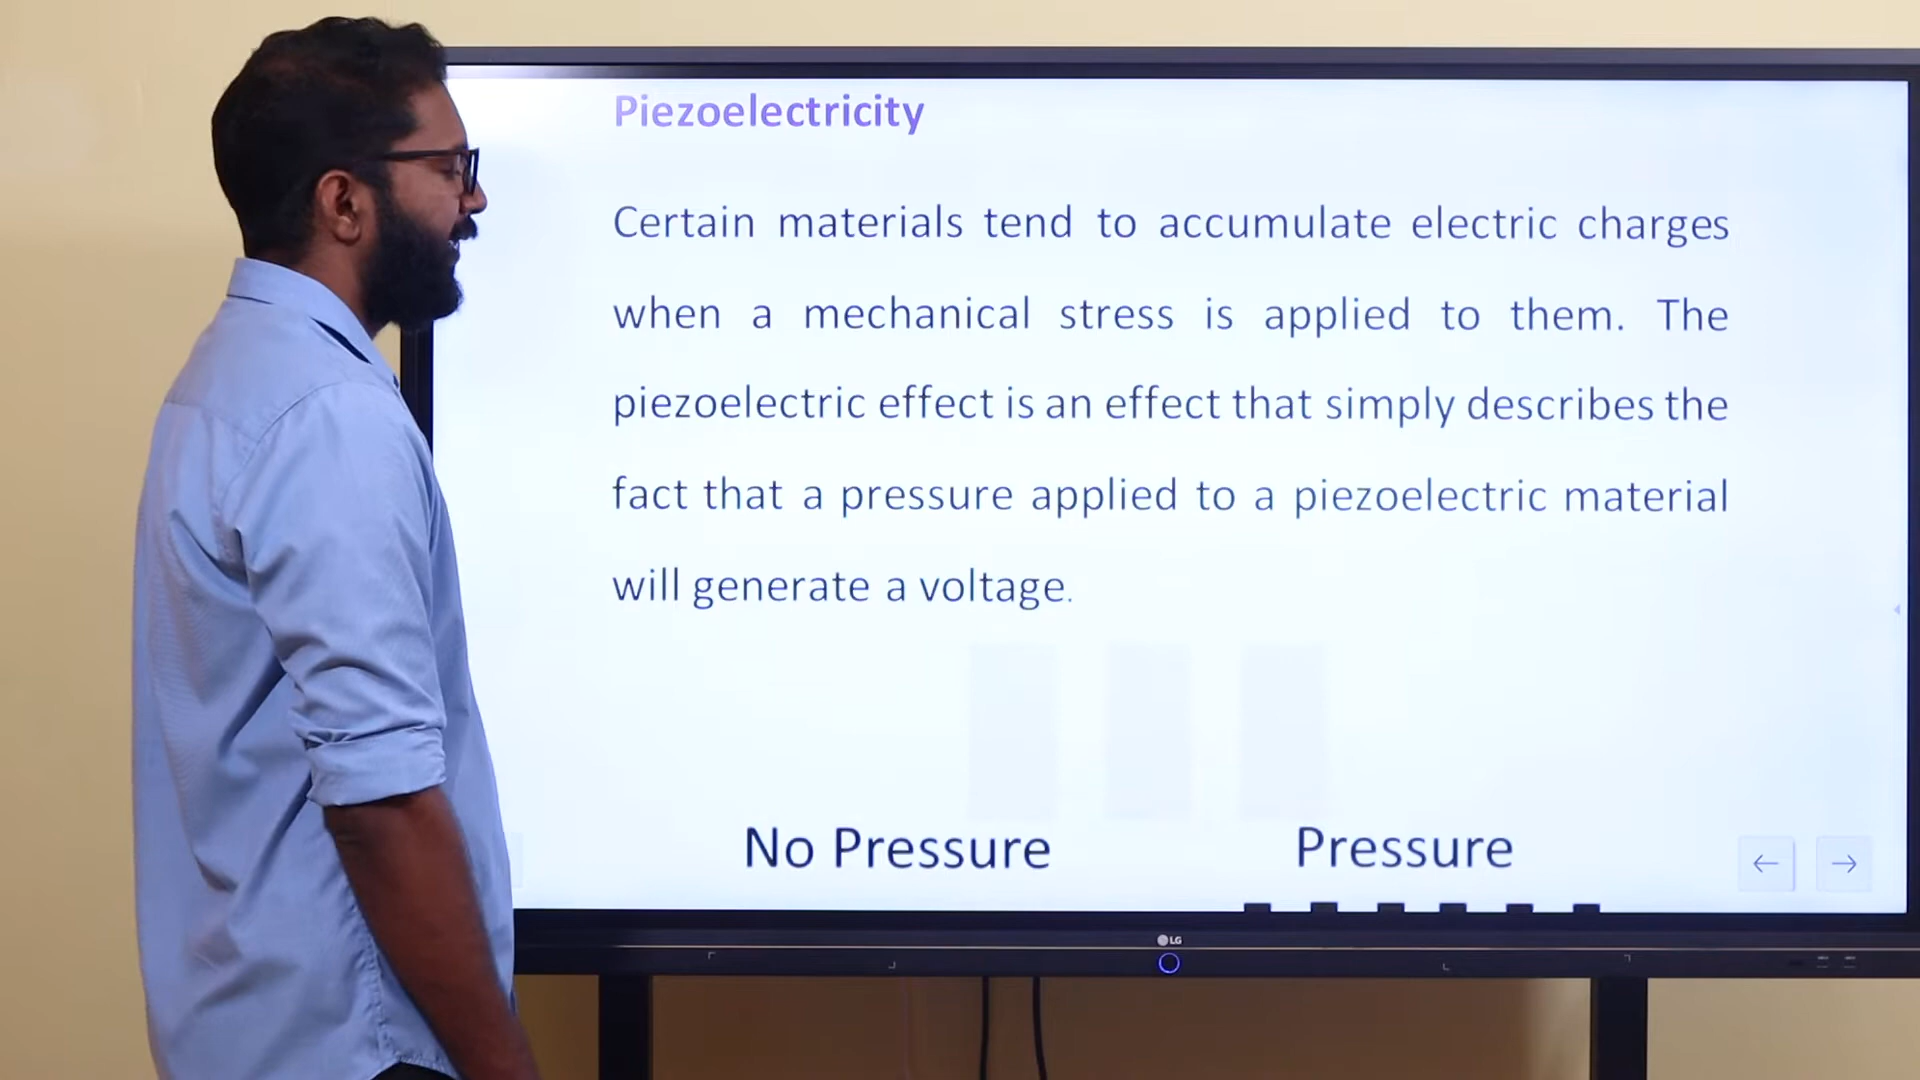 Piezoelectricity
Certain materials tend to accumulate electric charges
when a mechanical stress is applied to them. The
piezoelectric effect is an effect that simply describes the
fact that a pressure applied to a piezoelectric material
will generate a voltage.
No Pressure
Pressure
LG